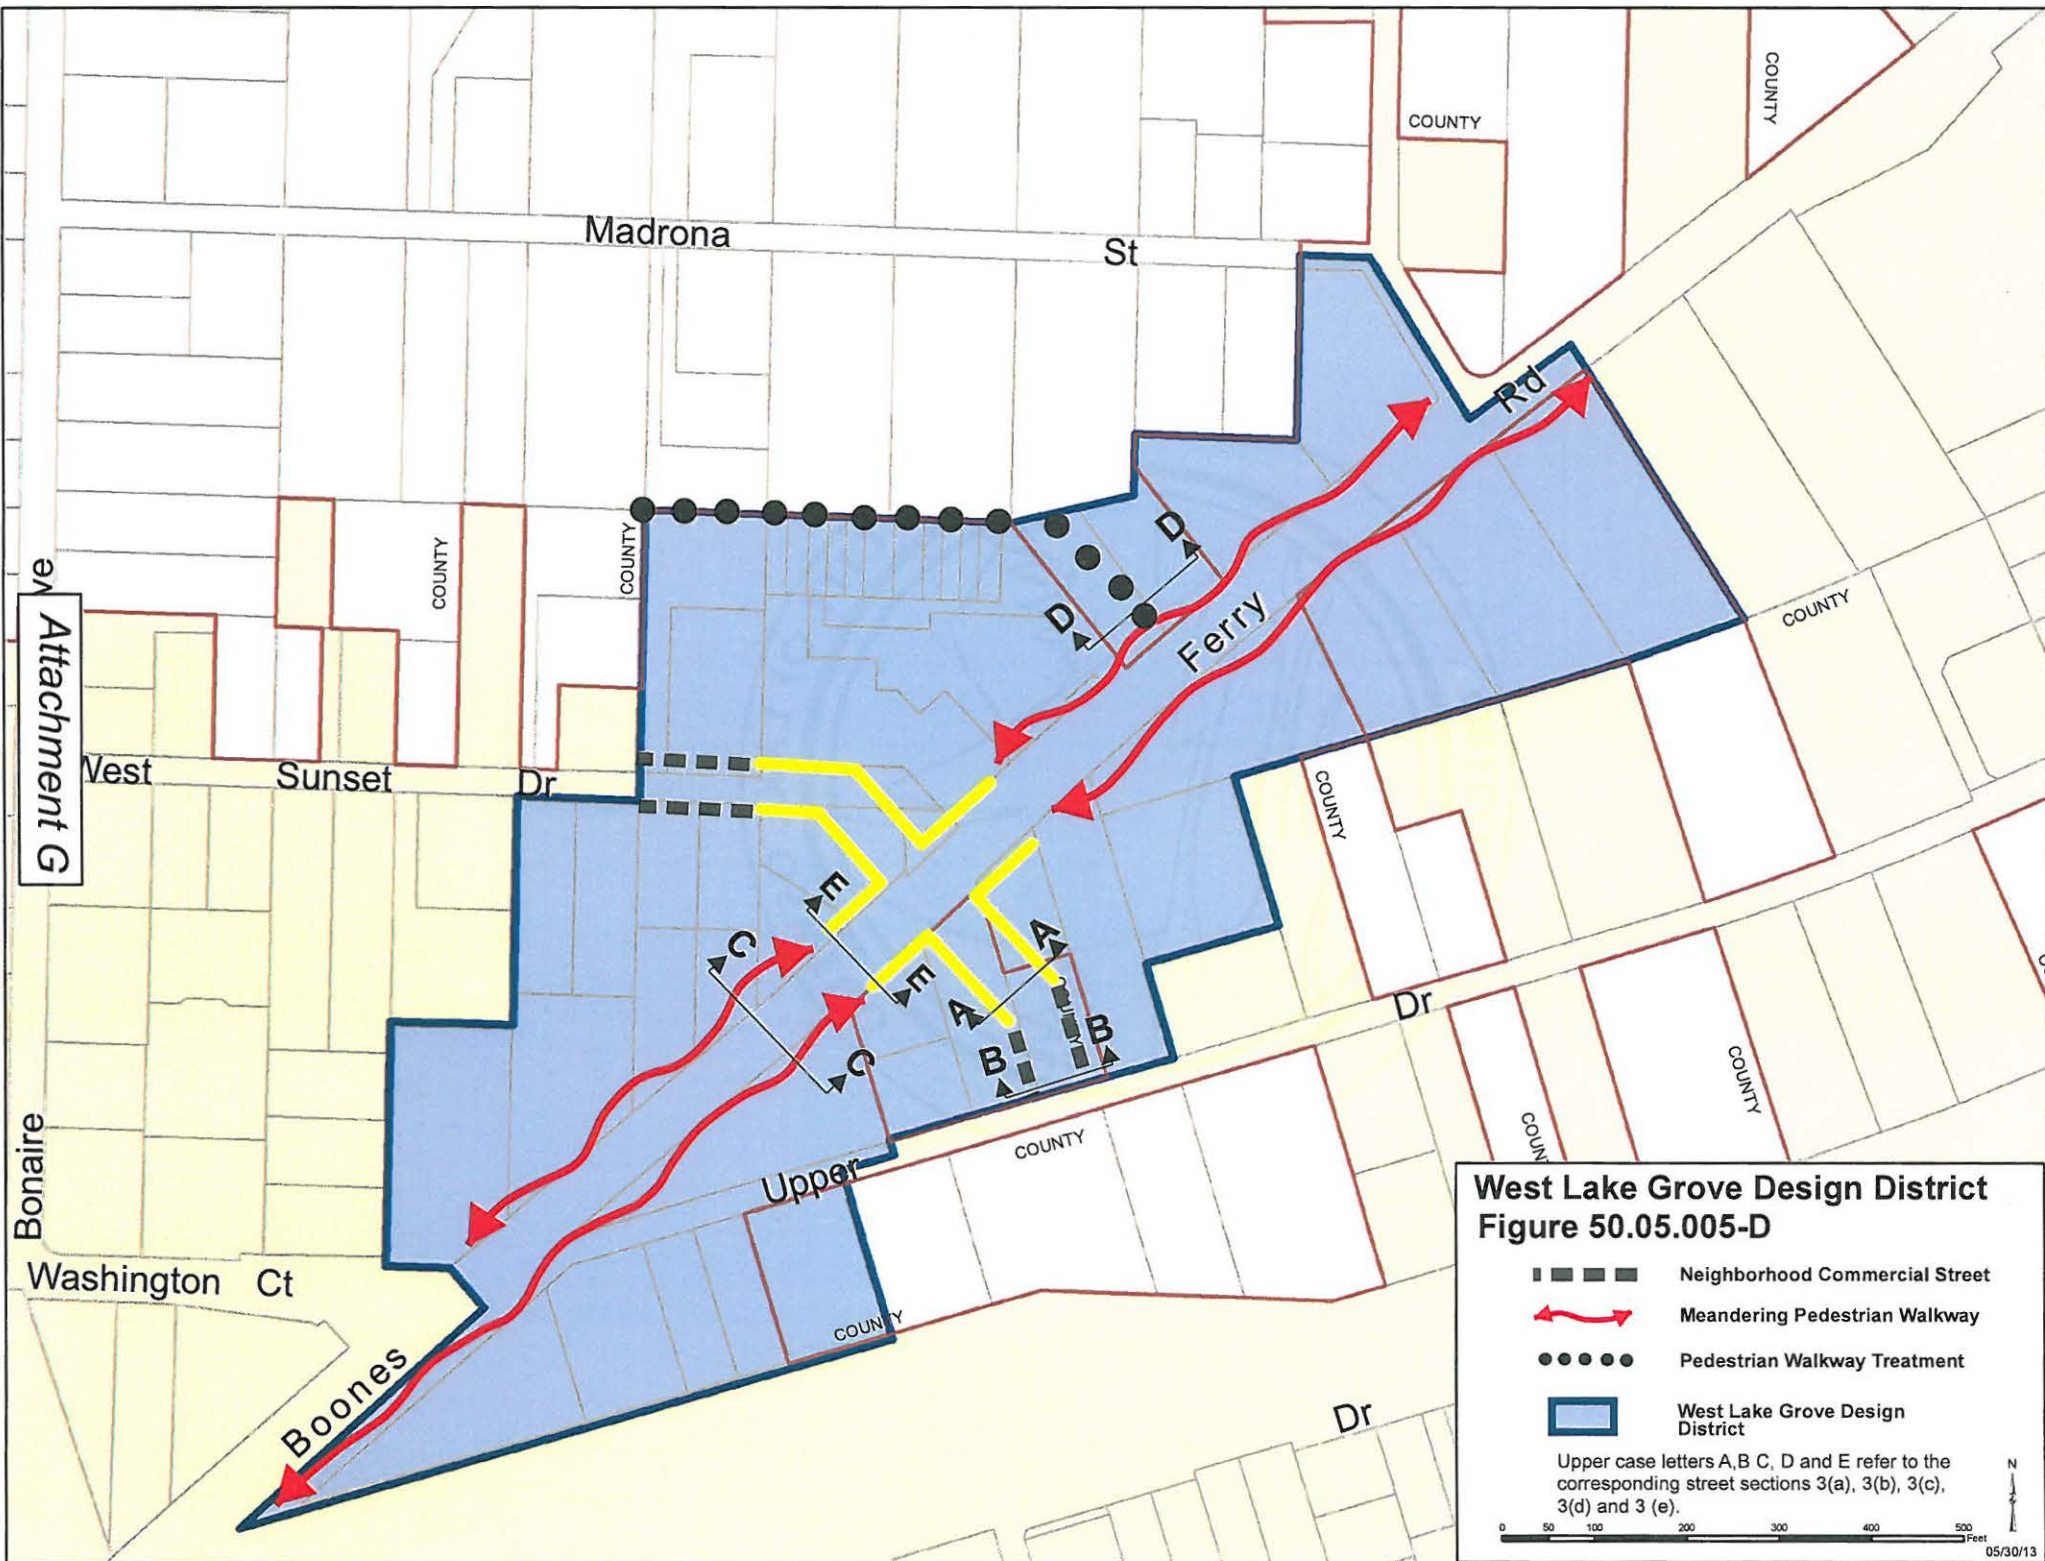 COUNTY
COUNTY
Madrona
St
Rd
COUNTY
COUNTY
D
D
Ferry
COUNTY
Attachment G
West
Sunset
Dr
COUNTY
E
E
C
C
A
A
B
B
Dr
COUNTY
COUNTY
Upper
Bonaire
Washington Ct
COUNTY
Boones
Dr
West Lake Grove Design District
Figure 50.05.005-D
Neighborhood Commercial Street
Meandering Pedestrian Walkway
Pedestrian Walkway Treatment
West Lake Grove Design
District
Upper case letters A,B C, D and E refer to the
corresponding street sections 3(a), 3(b), 3(c),
3(d) and 3 (e).
N
0 50 100 200 300 400 500
Feet
05/30/13